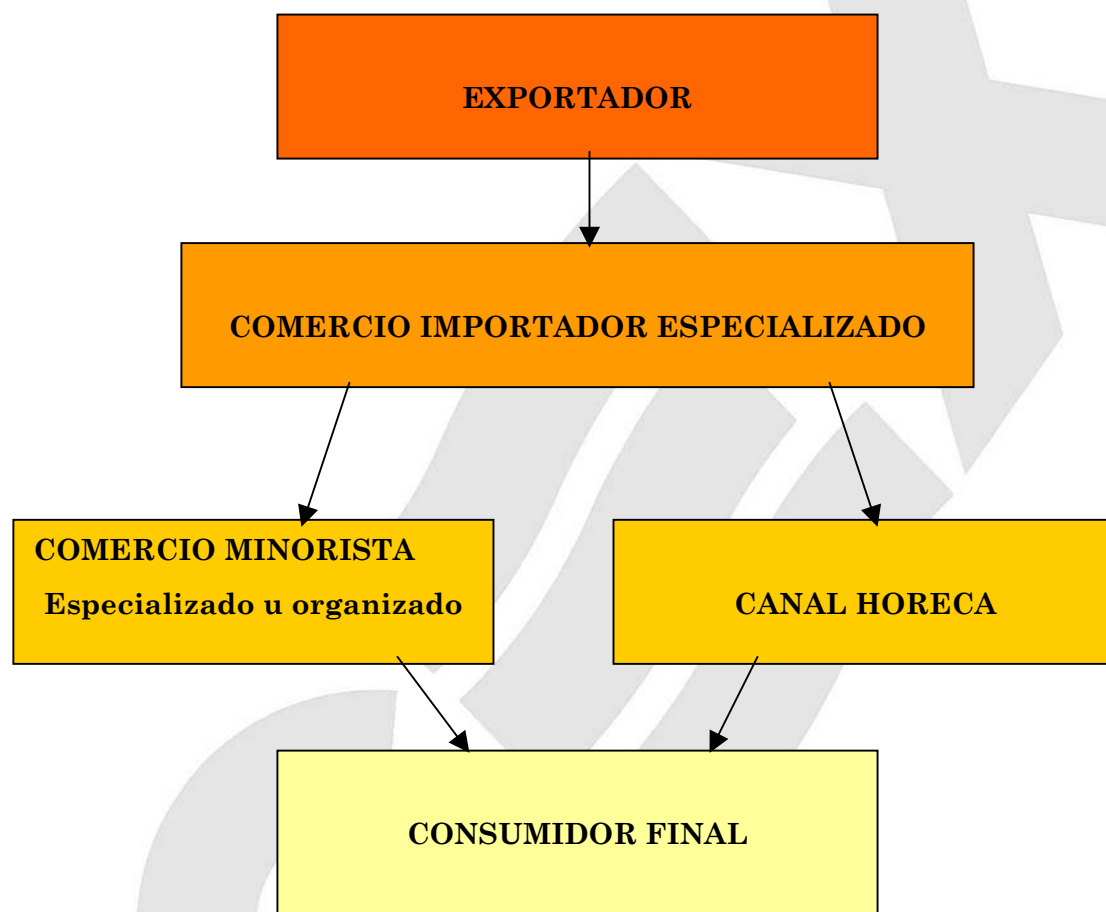 EXPORTADOR
COMERCIO IMPORTADOR ESPECIALIZADO
COMERCIO MINORISTA
Especializado u organizado
CANAL HORECA
CONSUMIDOR FINAL